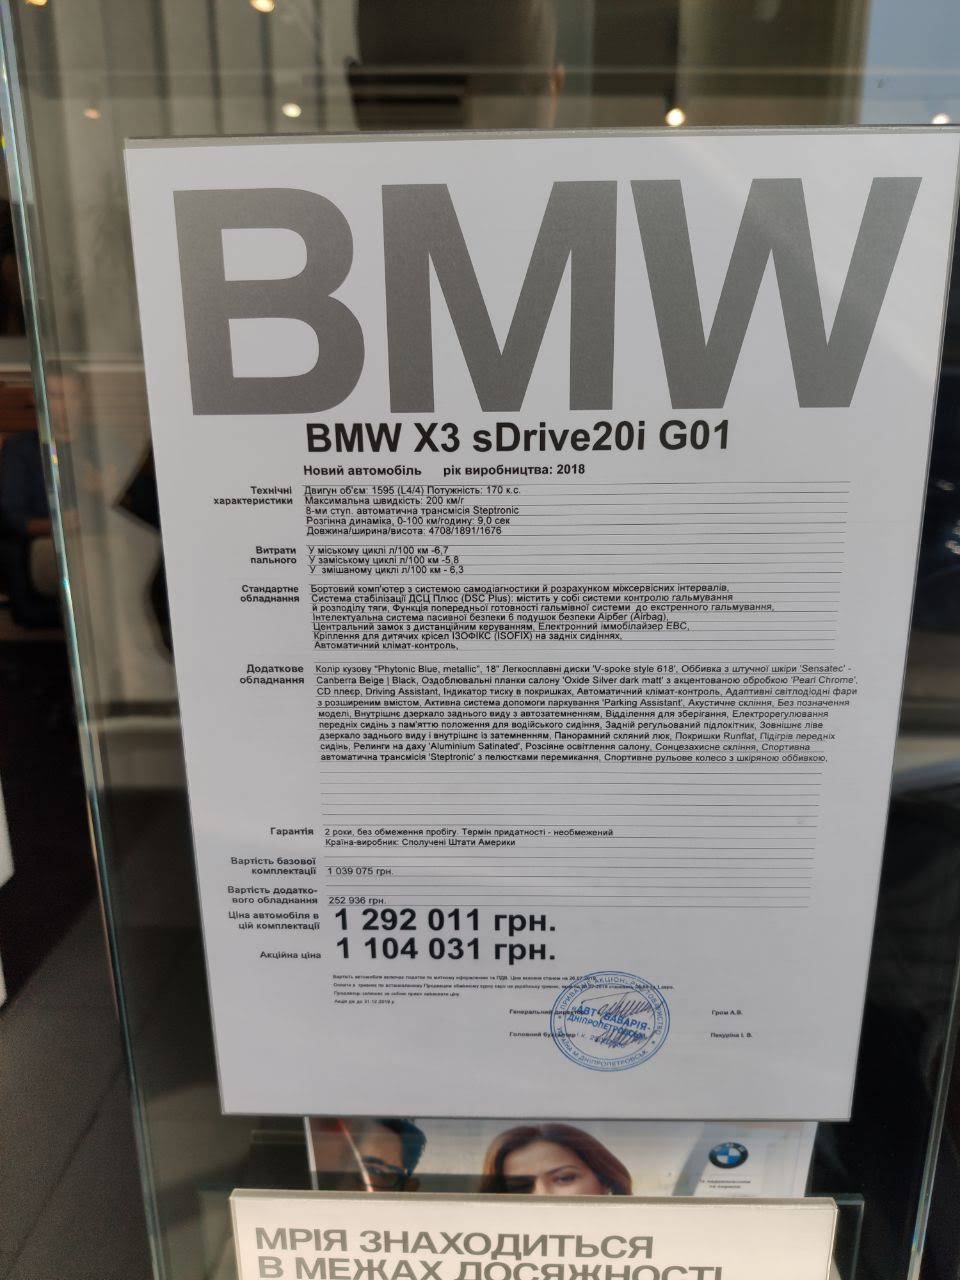 BMW
BMW X3 sDrive20i G01
Новий автомобіль рік виробництва: 2018
Технічні характеристики
Двигун об'єм: 1595 (L4/4) Потужність: 170 к.с.
Максимальна швидкість: 200 км/г
8-ми ступ. автоматична трансмісія Steptronic
Розгінна динаміка, 0-100 км/годину: 9,0 сек
Довжина/ширина/висота: 4708/1891/1676
Витрати пального
У міському циклі л/100 км -6,7
У заміському циклі л/100 км -5,8
У змішаному циклі л/100 км - 6,3
Стандартне обладнання
Бортовий комп'ютер з системою самодіагностики й розрахунком міжсервісних інтервалів,
Система стабілізації ДСЦ Плюс (DSC Plus): містить у собі системи контролю гальмування
й розподілу тяги, Функція попередньої готовності гальмівної системи до екстренного гальмування,
Інтелектуальна система пасивної безпеки 6 подушок безпеки Аірбег (Airbag),
Центральний замок з дистанційним керуванням, Електронний іммобілайзер EBC,
Кріплення для дитячих крісел ІЗОФІКС (ISOFIX) на задніх сидіннях,
Автоматичний клімат-контроль,
Додаткове обладнання
Колір кузову "Phytonic Blue, metallic", 18" Легкосплавні диски 'V-spoke style 618', Оббивка з штучної шкіри 'Sensatec' -
Canberra Beige | Black, Оздоблювальні планки салону 'Oxide Silver dark matt' з акцентованою обробкою 'Pearl Chrome',
CD плеєр, Driving Assistant, Індикатор тиску в покришках, Автоматичний клімат-контроль, Адаптивні світлодіодні фари
з розширеним вмістом, Активна система допомоги паркування 'Parking Assistant', Акустичне скління, Без позначення
моделі, Внутрішнє дзеркало заднього виду з автозатемненням, Відділення для зберігання, Електрорегулювання
передніх сидінь з пам'яттю положення для водійського сидіння, Задній регульований підлокітник, Зовнішнє ліве
дзеркало заднього виду і внутрішнє із затемненням, Панорамний скляний люк, Покришки Runflat, Підігрів передніх
сидінь, Релинги на даху 'Aluminium Satinated', Розсіяне освітлення салону, Сонцезахисне скління, Спортивна
автоматична трансмісія 'Steptronic' з пелюстками перемикання, Спортивне рульове колесо з шкіряною оббивкою,
Гарантія
2 роки, без обмеження пробігу. Термін придатності - необмежений
Країна-виробник: Сполучені Штати Америки
Вартість базової комплектації
1 039 075 грн.
Вартість додатко-
вого обладнання
252 936 грн.
Ціна автомобіля в цій комплектації
1 292 011 грн.
Акційна ціна
1 104 031 грн.
Генеральний
Гром А.В.
Головний бухгалтер
АВТ БАВАРІЯ-
ДНІПРОПЕТРОВСЬК
МРІЯ ЗНАХОДИТЬСЯ
В МЕЖАХ ДОСЯЖНОСТІ